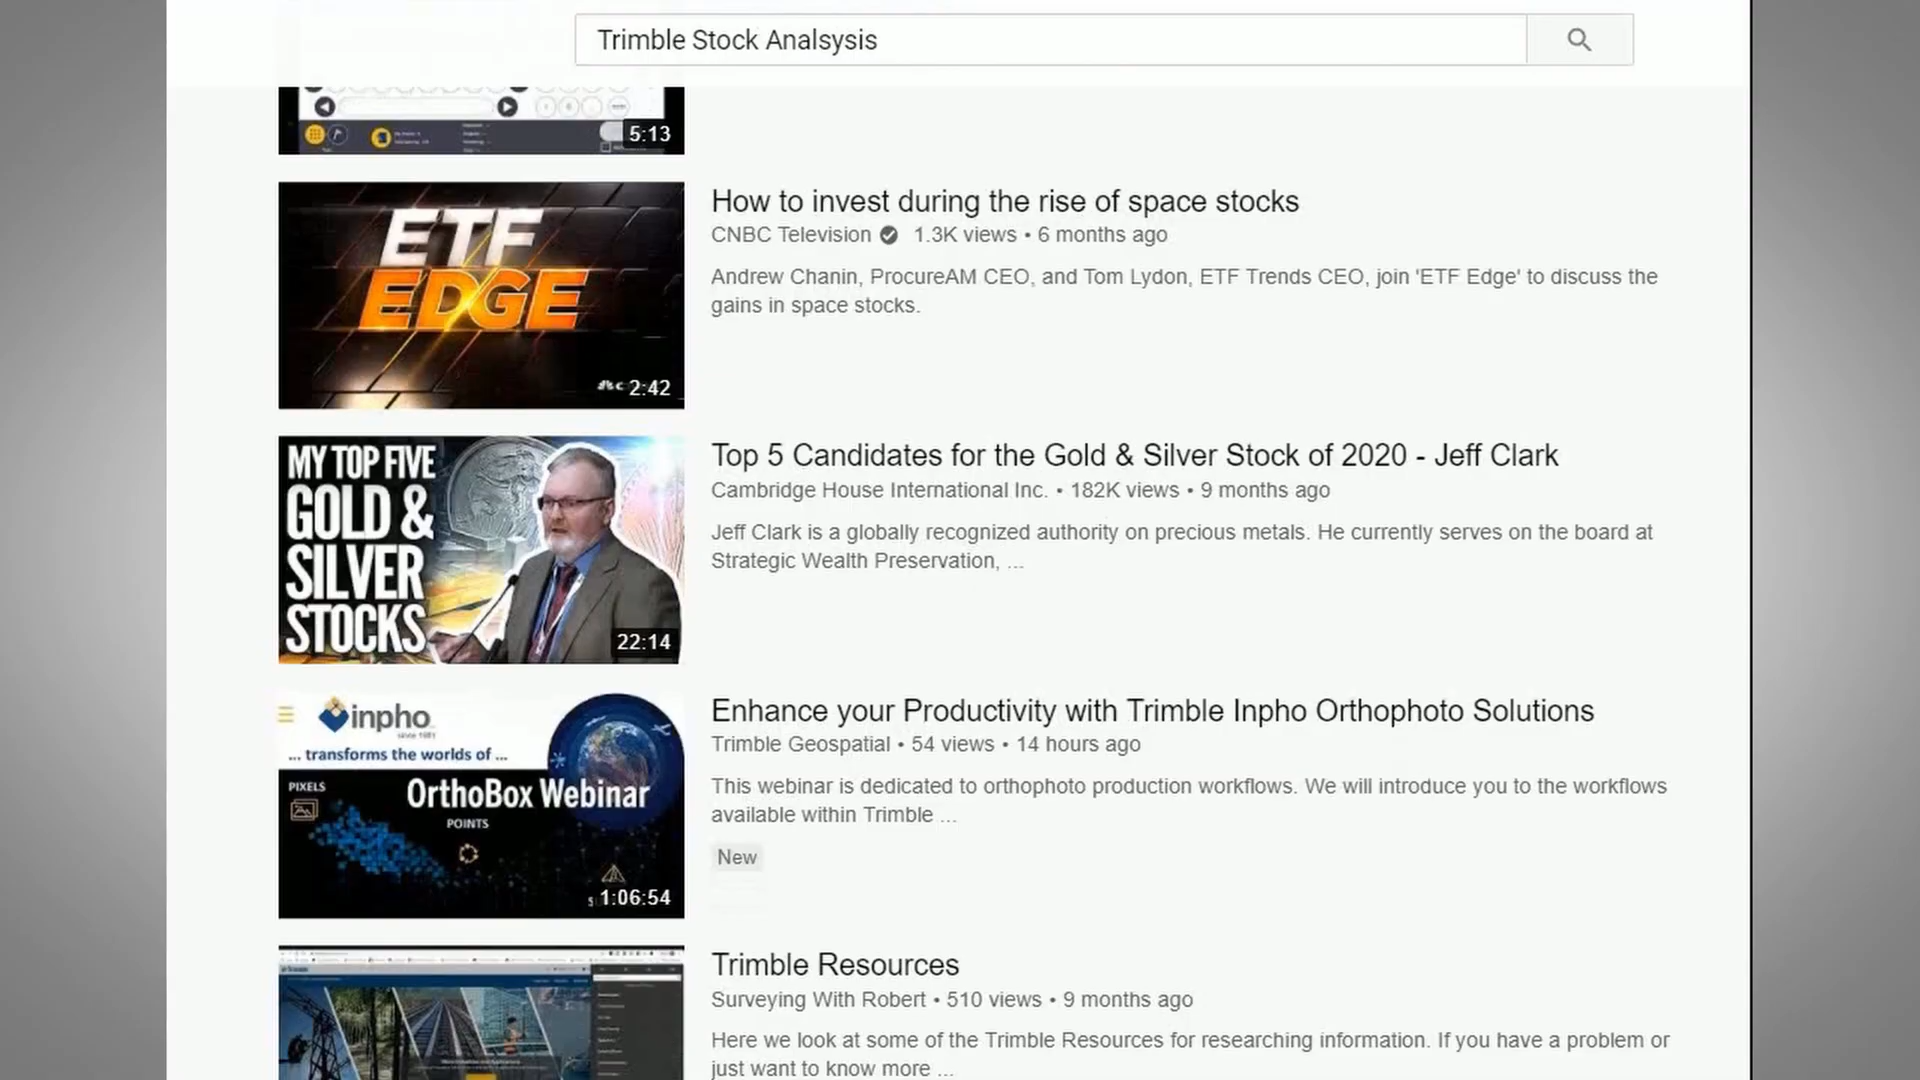 Trimble Stock Analsysis
5:13
ETF
EDGE
2:42
How to invest during the rise of space stocks
CNBC Television 1.3K views • 6 months ago
Andrew Chanin, ProcureAM CEO, and Tom Lydon, ETF Trends CEO, join 'ETF Edge' to discuss the
gains in space stocks.
MY TOP FIVE
GOLD &
SILVER
STOCKS
22:14
Top 5 Candidates for the Gold & Silver Stock of 2020 - Jeff Clark
Cambridge House International Inc. • 182K views • 9 months ago
Jeff Clark is a globally recognized authority on precious metals. He currently serves on the board at
Strategic Wealth Preservation, ...
inpho
since 1981
... transforms the worlds of ...
PIXELS
OrthoBox Webinar
POINTS
1:06:54
Enhance your Productivity with Trimble Inpho Orthophoto Solutions
Trimble Geospatial • 54 views • 14 hours ago
This webinar is dedicated to orthophoto production workflows. We will introduce you to the workflows
available within Trimble ...
New
Trimble Resources
Surveying With Robert • 510 views • 9 months ago
Here we look at some of the Trimble Resources for researching information. If you have a problem or
just want to know more ...